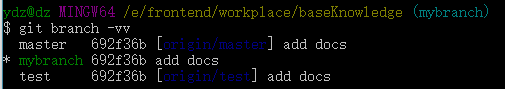 ydz@dz MINGW64 /e/frontend/workplace/baseKnowledge (mybranch)
$ git branch -vv
  master   692f36b [origin/master] add docs
* mybranch 692f36b add docs
  test     692f36b [origin/test] add docs